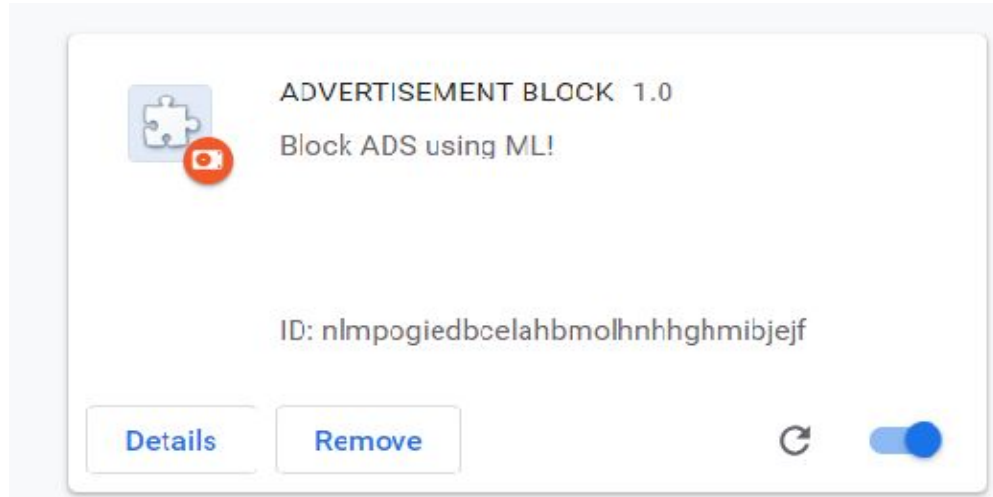 ADVERTISEMENT BLOCK 1.0
Block ADS using ML!
ID: nlmpogiedbcelahbmolhnhhghmibjejf
Details Remove